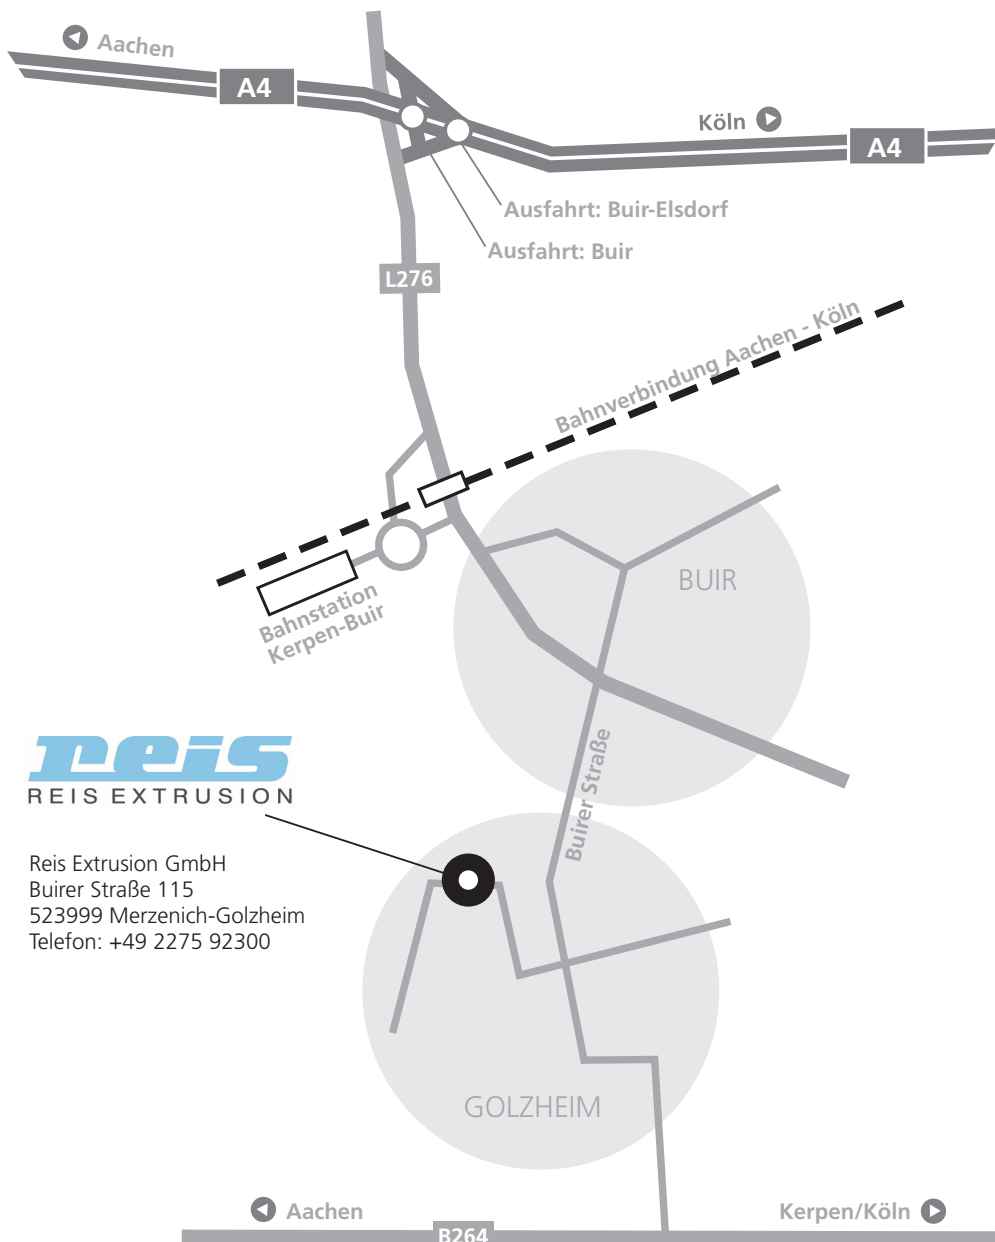 Aachen
A4
Köln
A4
Ausfahrt: Buir-Elsdorf
Ausfahrt: Buir
L276
Bahnverbindung Aachen - Köln
BUIR
Bahnstation
Kerpen-Buir
Buirer Straße
reis
REIS EXTRUSION
Reis Extrusion GmbH
Buirer Straße 115
523999 Merzenich-Golzheim
Telefon: +49 2275 92300
GOLZHEIM
Aachen
Kerpen/Köln
B264